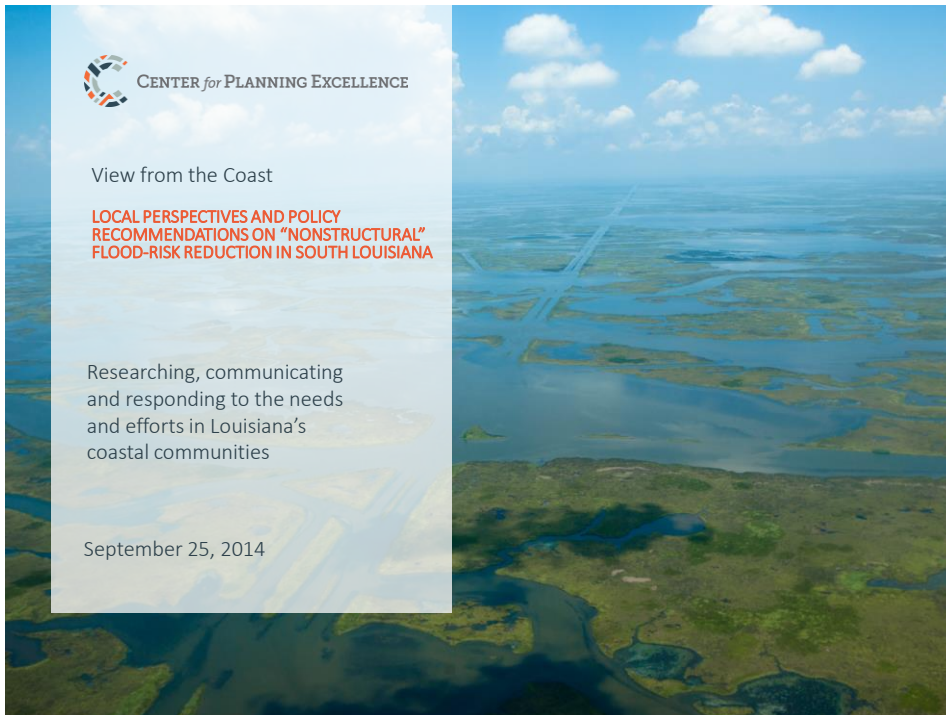 CENTER for PLANNING EXCELLENCE
View from the Coast
LOCAL PERSPECTIVES AND POLICY
RECOMMENDATIONS ON “NONSTRUCTURAL”
FLOOD-RISK REDUCTION IN SOUTH LOUISIANA
Researching, communicating
and responding to the needs
and efforts in Louisiana’s
coastal communities
September 25, 2014